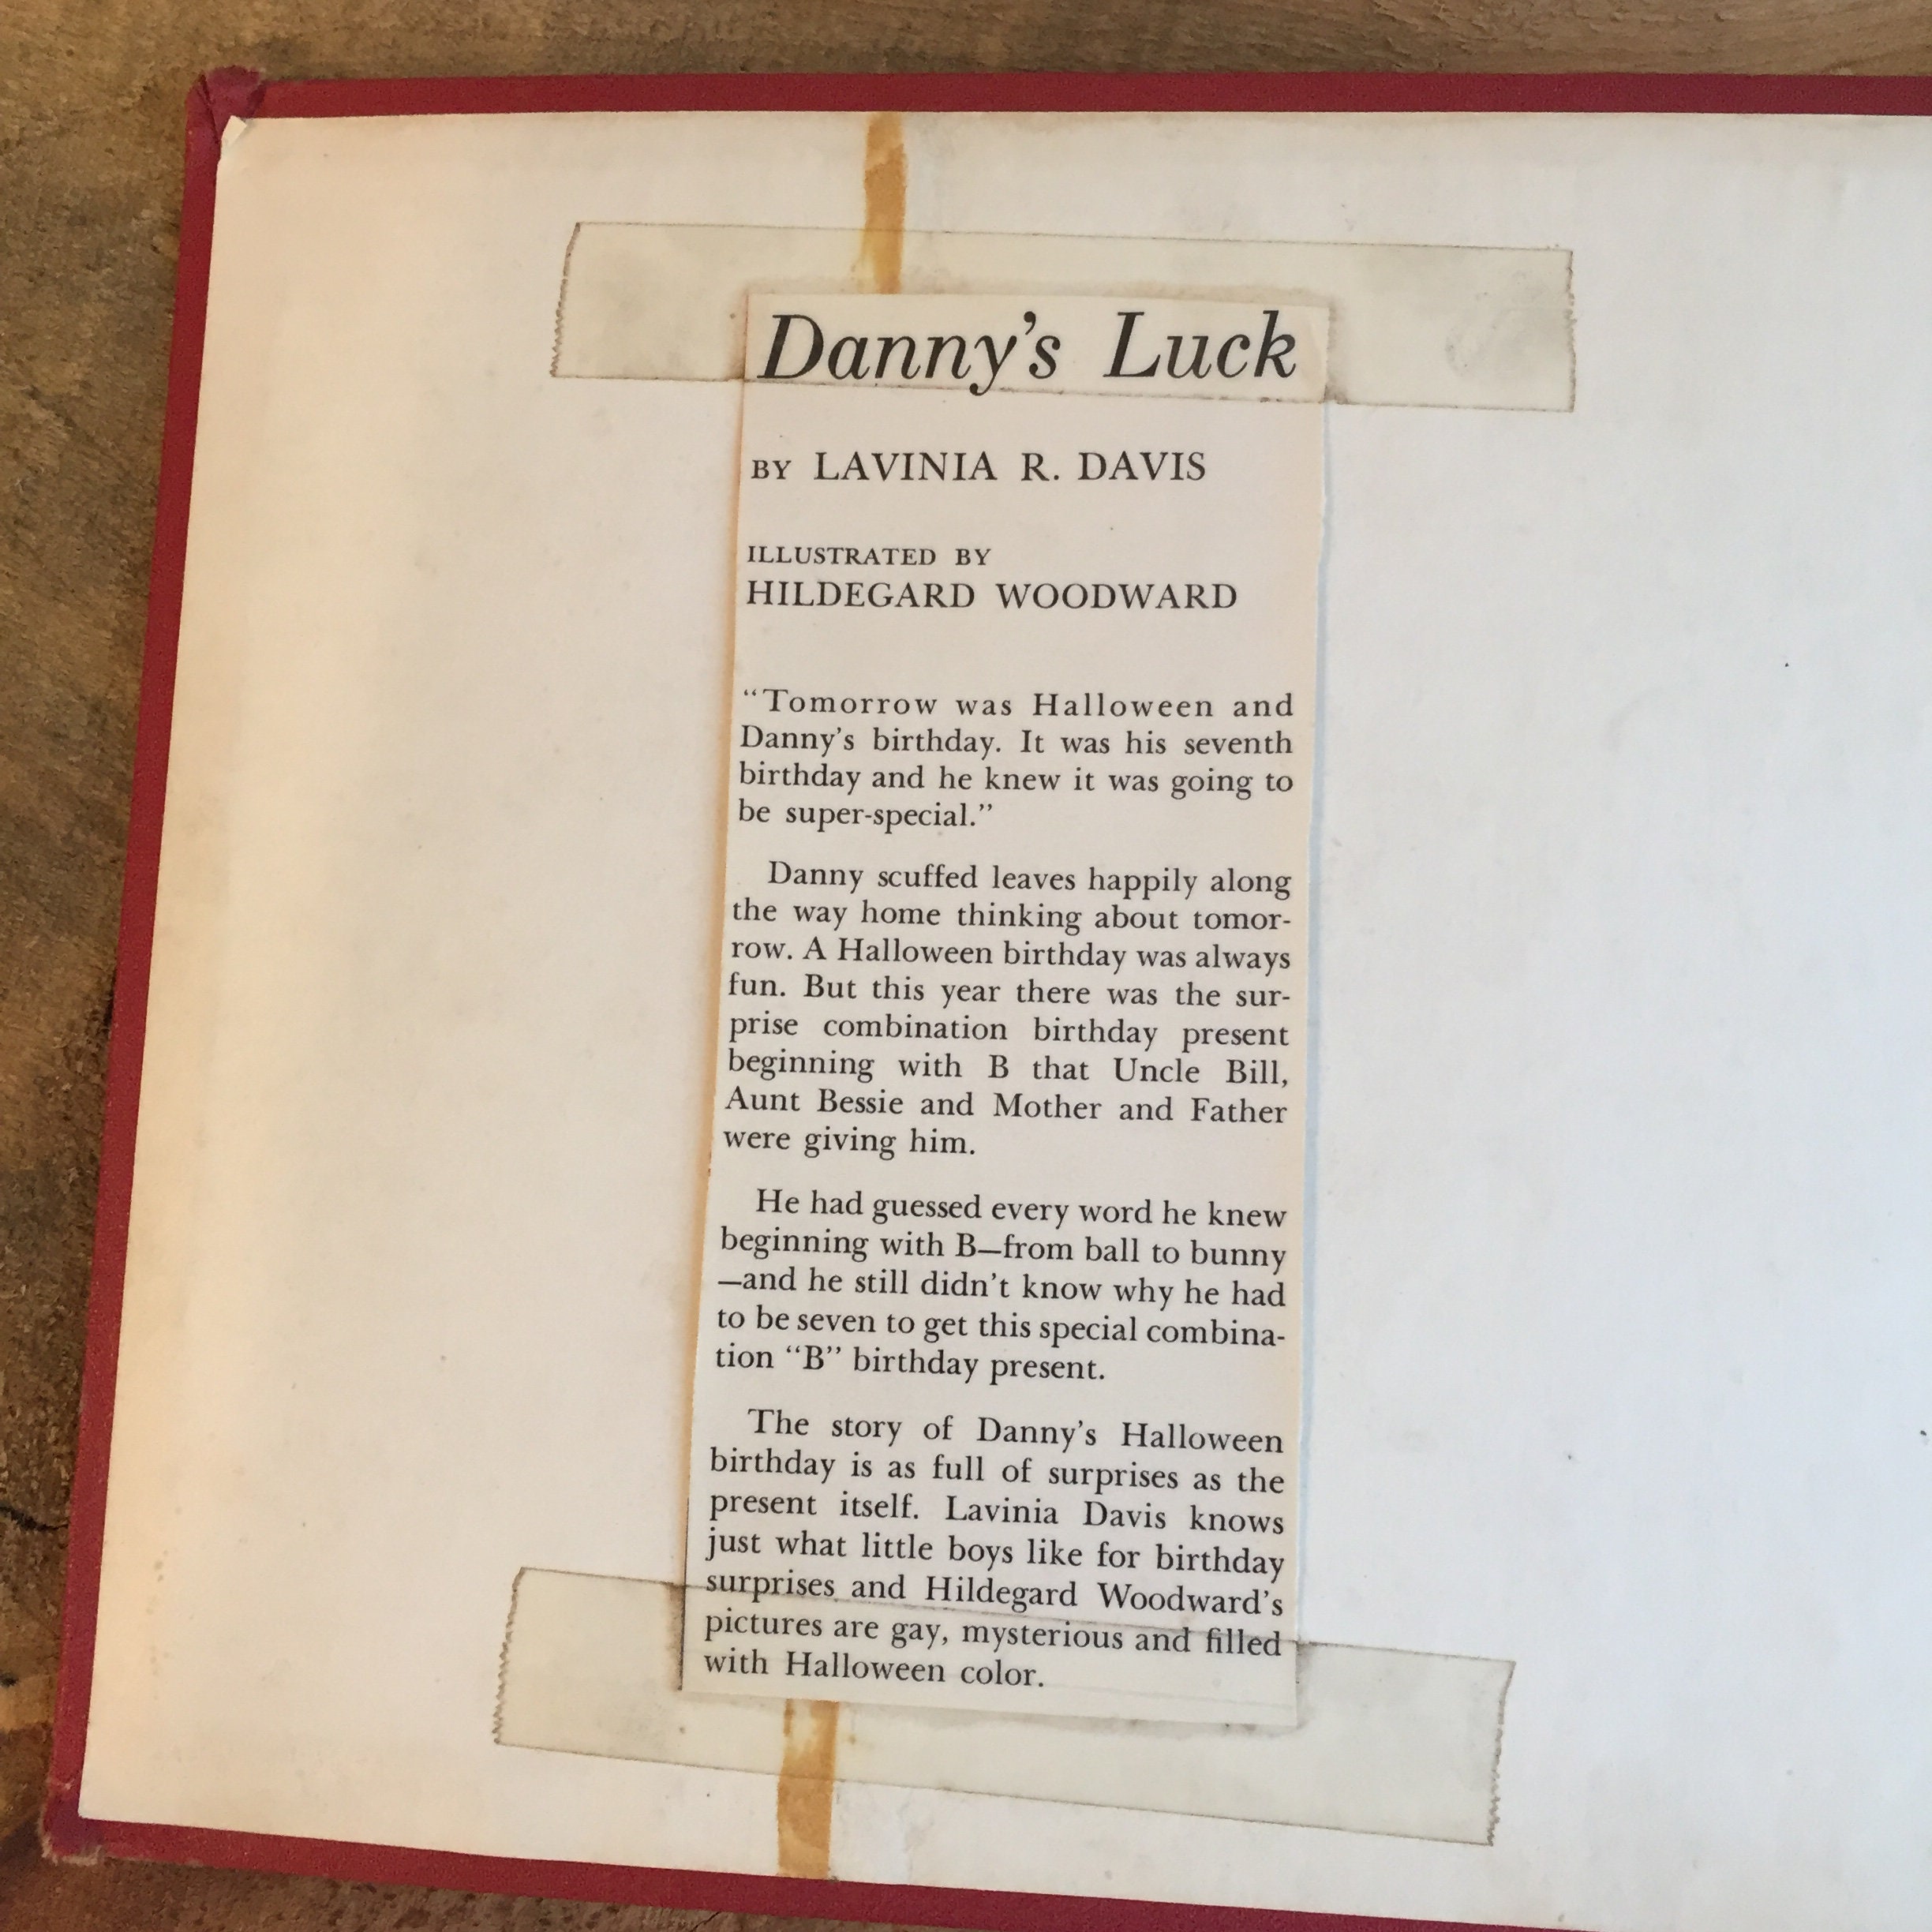 Danny's Luck
BY LAVINIA R. DAVIS
ILLUSTRATED BY
HILDEGARD WOODWARD
“Tomorrow was Halloween and
Danny's birthday. It was his seventh
birthday and he knew it was going to
be super-special.”
Danny scuffed leaves happily along
the way home thinking about tomor-
row. A Halloween birthday was always
fun. But this year there was the sur-
prise combination birthday present
beginning with B that Uncle Bill,
Aunt Bessie and Mother and Father
were giving him.
He had guessed every word he knew
beginning with B—from ball to bunny
—and he still didn't know why he had
to be seven to get this special combina-
tion “B” birthday present.
The story of Danny's Halloween
birthday is as full of surprises as the
present itself. Lavinia Davis knows
just what little boys like for birthday
surprises and Hildegard Woodward's
pictures are gay, mysterious and filled
with Halloween color.